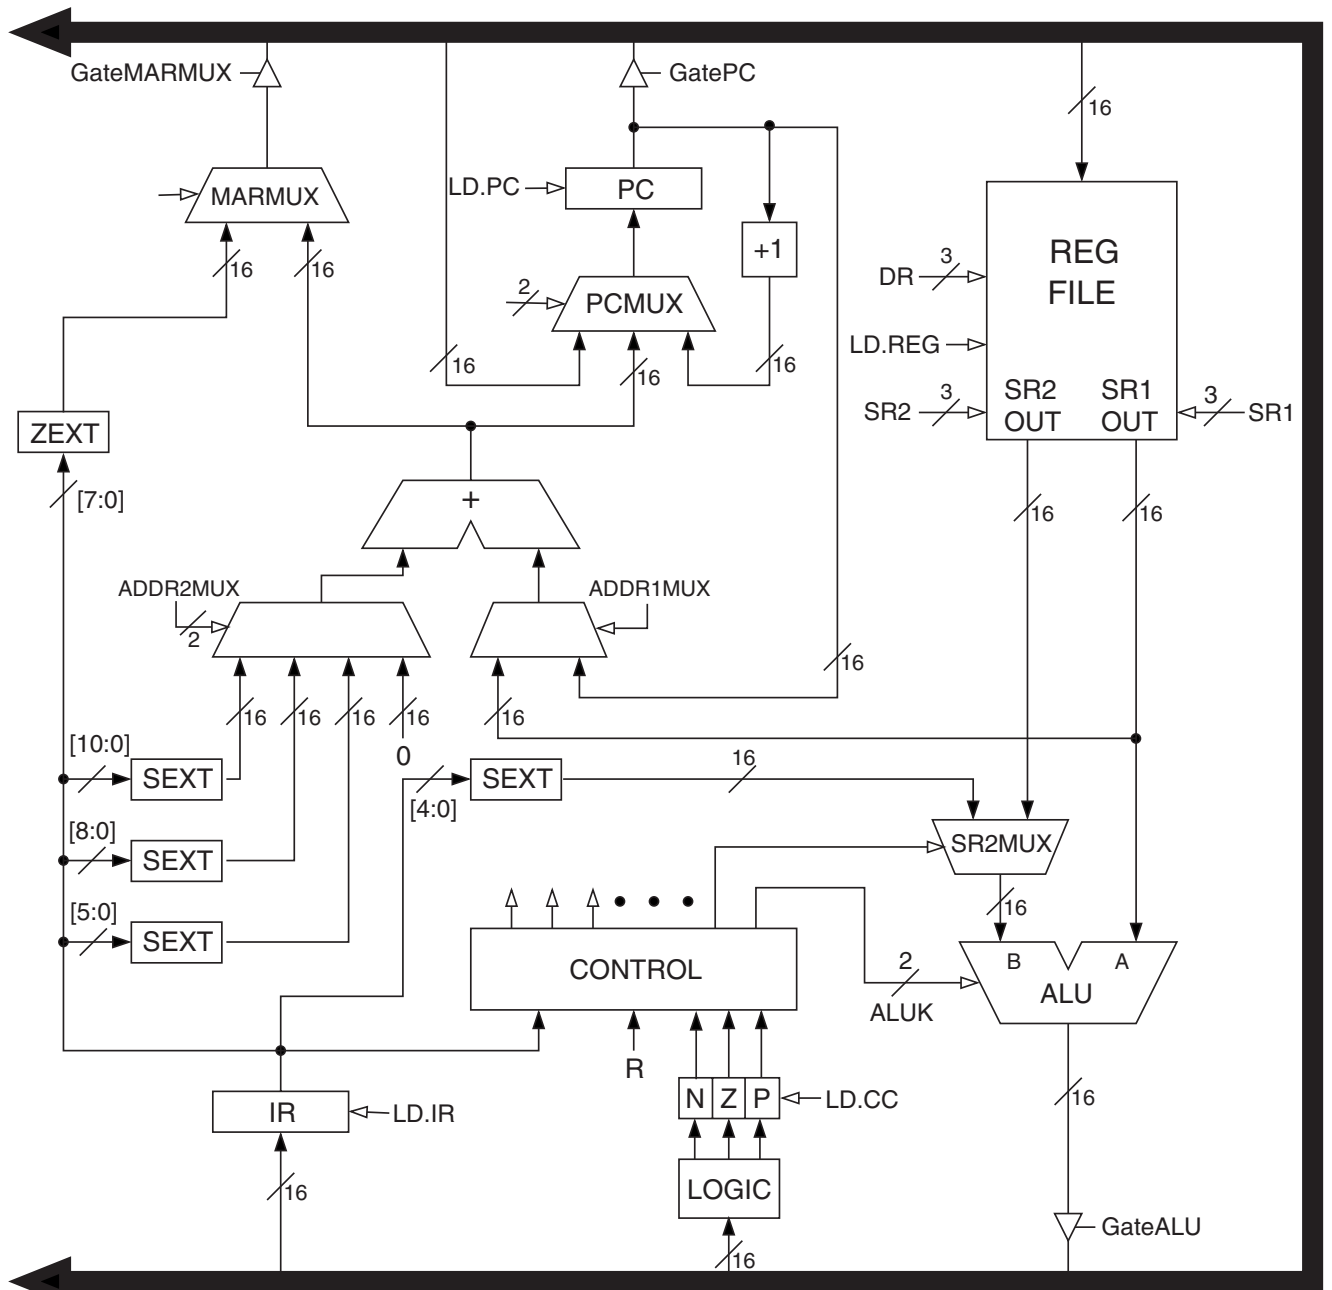 GateMARMUX
GatePC
16
LD.PC
PC
MARMUX
+1
REG
FILE
16
16
DR
3
2
PCMUX
LD.REG
16
16
16
SR2
OUT
SR1
OUT
SR2
3
3
SR1
ZEXT
[7:0]
+
16
16
ADDR2MUX
ADDR1MUX
2
16
16
16
16
16
16
0
[10:0]
SEXT
[4:0]
SEXT
16
[8:0]
SEXT
SR2MUX
[5:0]
SEXT
16
CONTROL
2
ALUK
B
A
ALU
R
IR
LD.IR
N Z P
LD.CC
16
16
LOGIC
GateALU
16